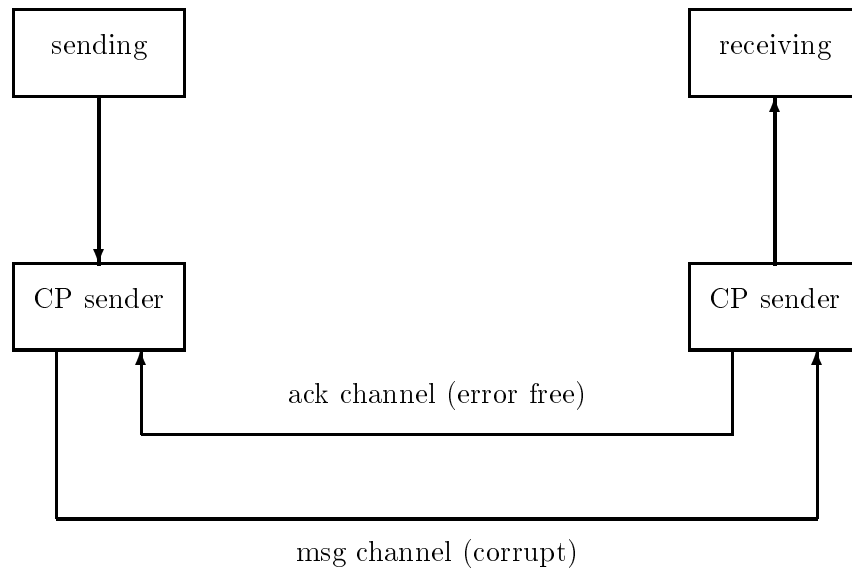 sending
receiving
CP sender
CP sender
ack channel (error free)
msg channel (corrupt)